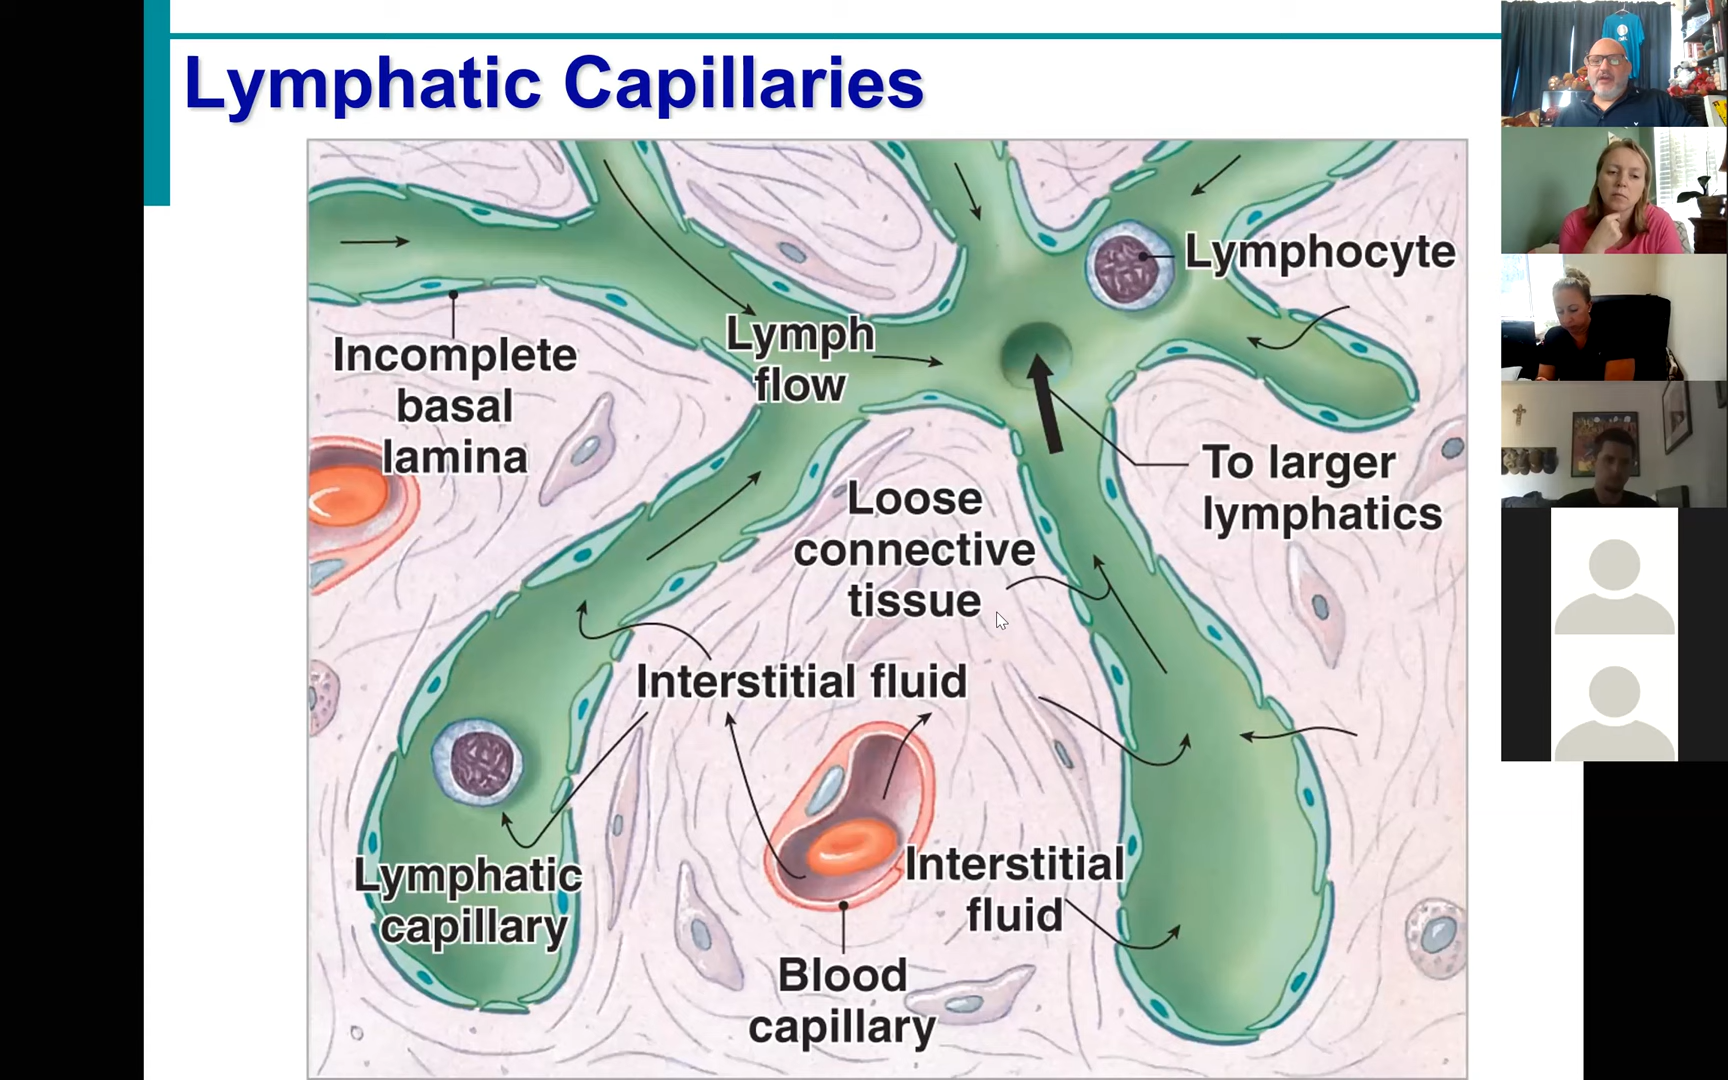 Lymphatic Capillaries
Lymphocyte
Lymph
flow
Incomplete
basal
lamina
To larger
lymphatics
Loose
connective
tissue
Interstitial fluid
Lymphatic
capillary
Interstitial
fluid
Blood
capillary